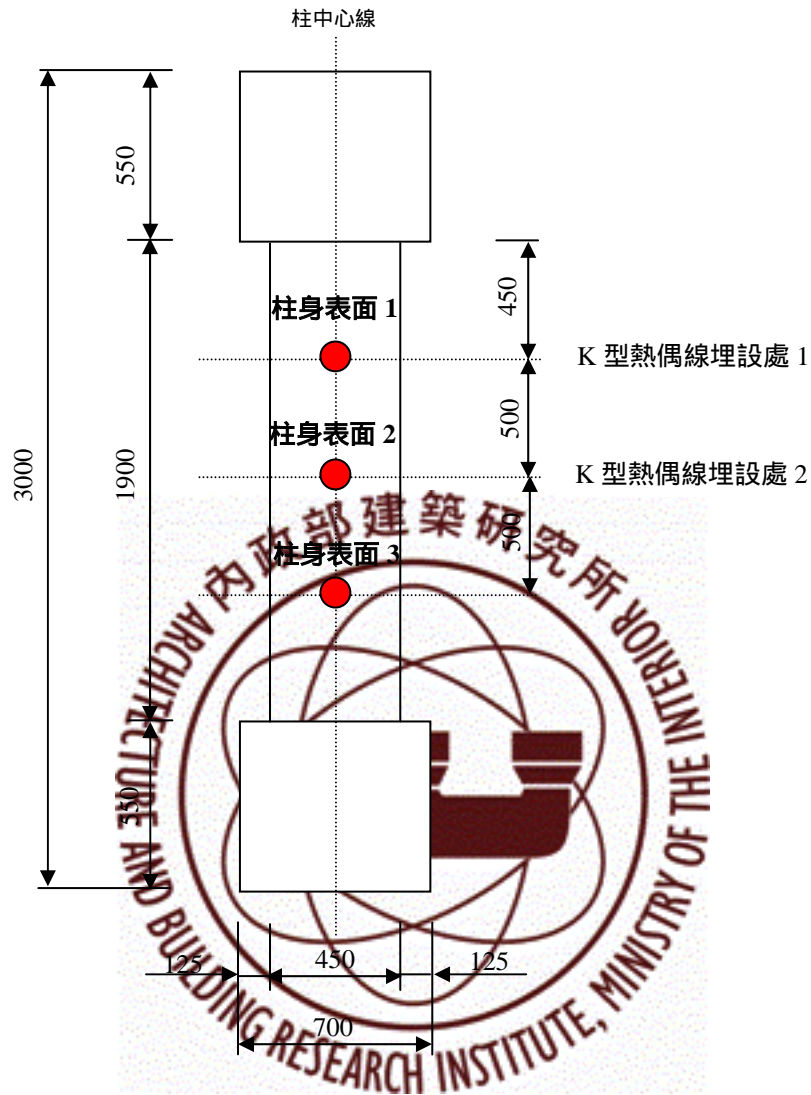 柱中心線
3000
550
1900
550
柱身表面 1
450
K 型熱偶線埋設處 1
500
柱身表面 2
K 型熱偶線埋設處 2
500
柱身表面 3
125
450
125
700
內政部建築研究所
ARCHITECTURE AND BUILDING RESEARCH INSTITUTE, MINISTRY OF THE INTERIOR